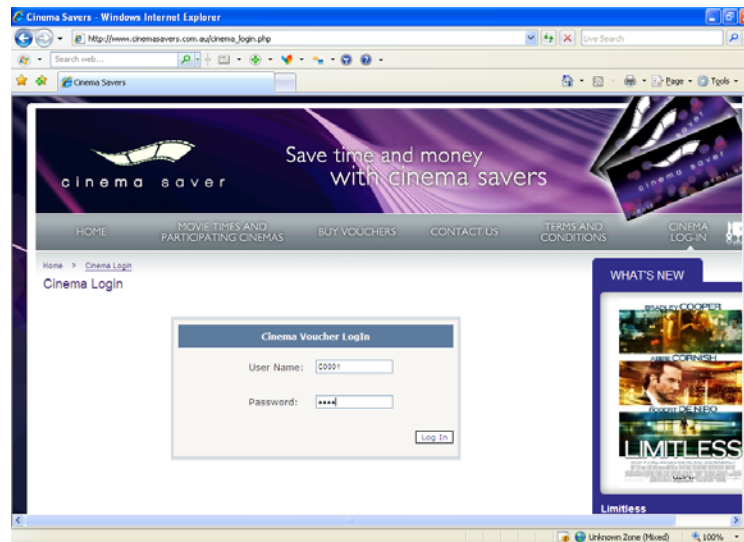 Cinema Savers - Windows Internet Explorer
http://www.cinemasavers.com.au/cinema_login.php
Live Search
Search web...
Cinema Savers
Page
Tools
cinema saver
Save time and money
with cinema savers
cinema saver
HOME
MOVIE TIMES AND
PARTICIPATING CINEMAS
BUY VOUCHERS
CONTACT US
TERMS AND
CONDITIONS
CINEMA
LOG-IN
Home > Cinema Login
Cinema Login
WHAT'S NEW
Cinema Voucher LogIn
User Name: C0001
Password: ••••
Log In
BRADLEY COOPER
ABBIE CORNISH
ROBERT DE NIRO
LIMITLESS
Limitless
Unknown Zone (Mixed)
100%